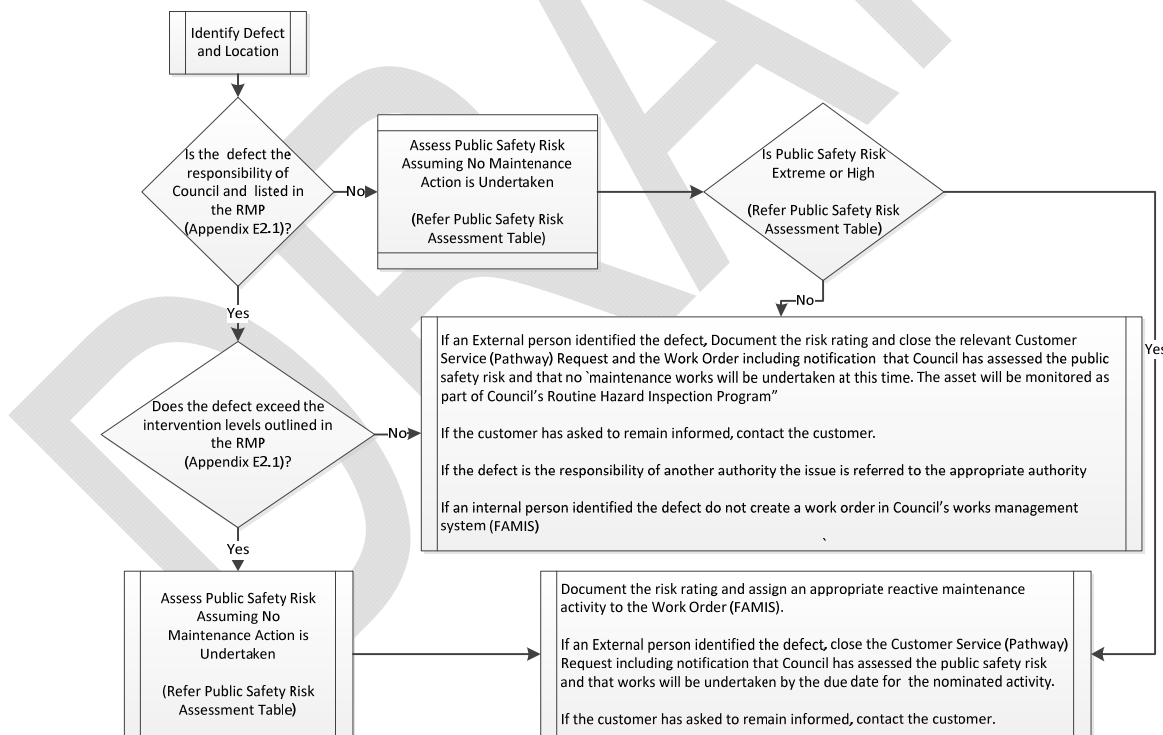 Identify Defect
and Location
Is the defect the
responsibility of
Council and listed in
the RMP
(Appendix E2.1)?
No
Assess Public Safety Risk
Assuming No Maintenance
Action is Undertaken
(Refer Public Safety Risk
Assessment Table)
Is Public Safety Risk
Extreme or High
(Refer Public Safety Risk
Assessment Table)
No
Yes
Yes
Does the defect exceed the
intervention levels outlined in
the RMP
(Appendix E2.1)?
No
If an External person identified the defect, Document the risk rating and close the relevant Customer
Service (Pathway) Request and the Work Order including notification that Council has assessed the public
safety risk and that no `maintenance works will be undertaken at this time. The asset will be monitored as
part of Council's Routine Hazard Inspection Program”
If the customer has asked to remain informed, contact the customer.
If the defect is the responsibility of another authority the issue is referred to the appropriate authority
If an internal person identified the defect do not create a work order in Council's works management
system (FAMIS)
`
Yes
Assess Public Safety Risk
Assuming No
Maintenance Action is
Undertaken
(Refer Public Safety Risk
Assessment Table)
Document the risk rating and assign an appropriate reactive maintenance
activity to the Work Order (FAMIS).
If an External person identified the defect, close the Customer Service (Pathway)
Request including notification that Council has assessed the public safety risk
and that works will be undertaken by the due date for the nominated activity.
If the customer has asked to remain informed, contact the customer.
DRA